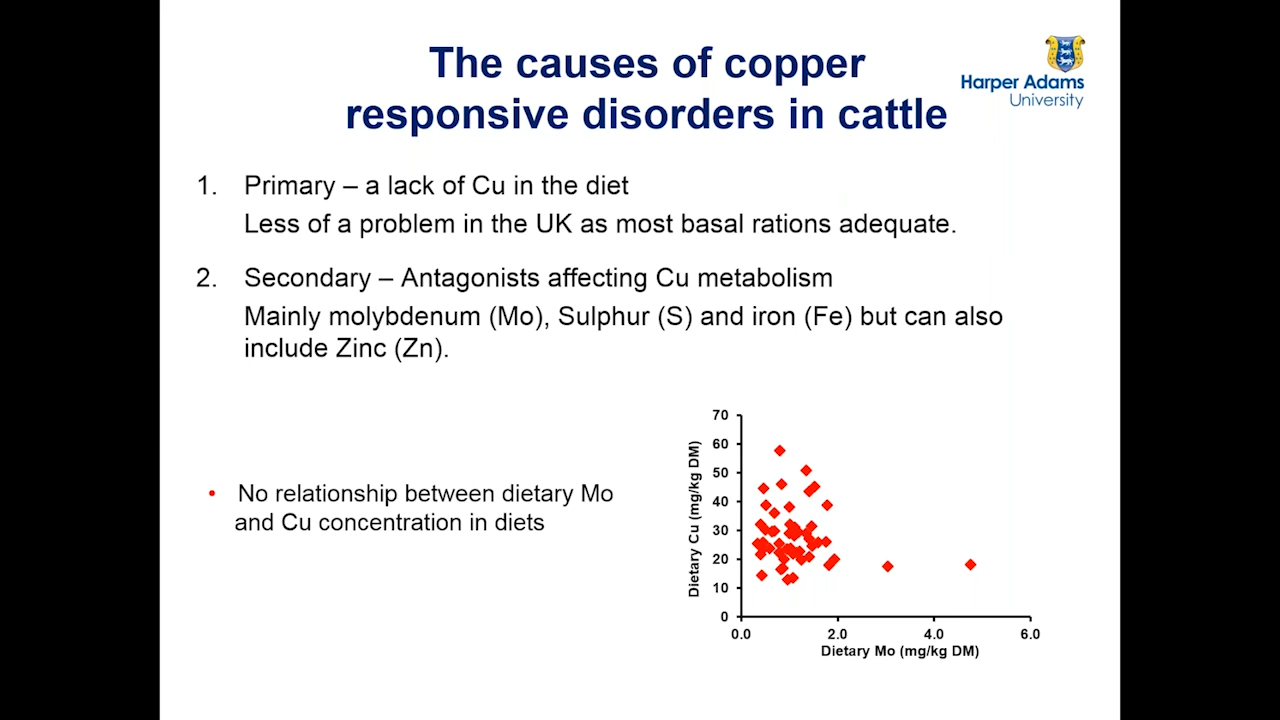 The causes of copper
responsive disorders in cattle
Harper Adams
University
1. Primary – a lack of Cu in the diet
Less of a problem in the UK as most basal rations adequate.
2. Secondary – Antagonists affecting Cu metabolism
Mainly molybdenum (Mo), Sulphur (S) and iron (Fe) but can also
include Zinc (Zn).
• No relationship between dietary Mo
and Cu concentration in diets
Dietary Cu (mg/kg DM)
70
60
50
40
30
20
10
0
0.0 2.0 4.0 6.0
Dietary Mo (mg/kg DM)